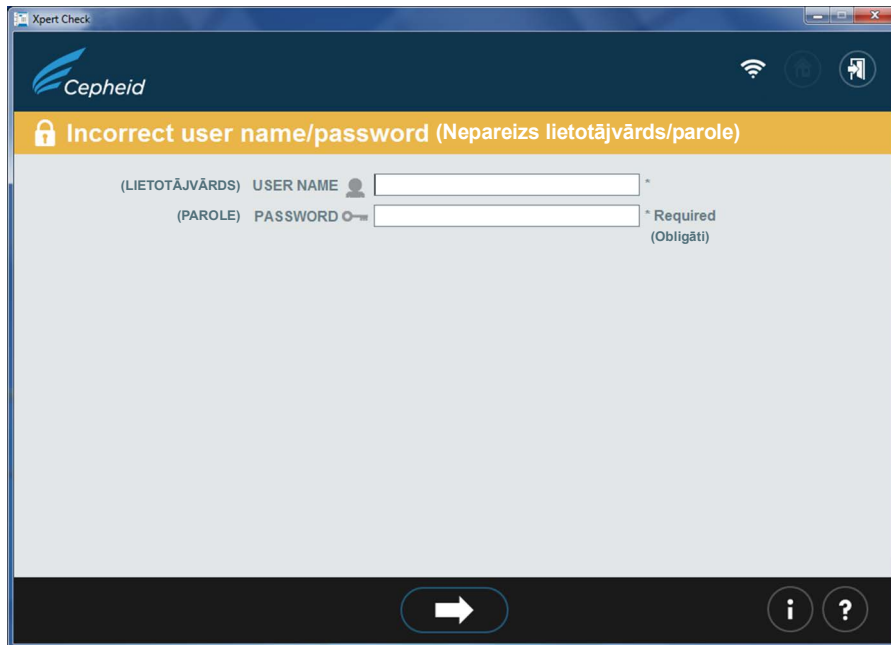 Xpert Check
Cepheid
Incorrect user name/password (Nepareizs lietotājvārds/parole)
(LIETOTĀJVĀRDS) USER NAME *
(PAROLE) PASSWORD * Required
(Obligāti)
i ?